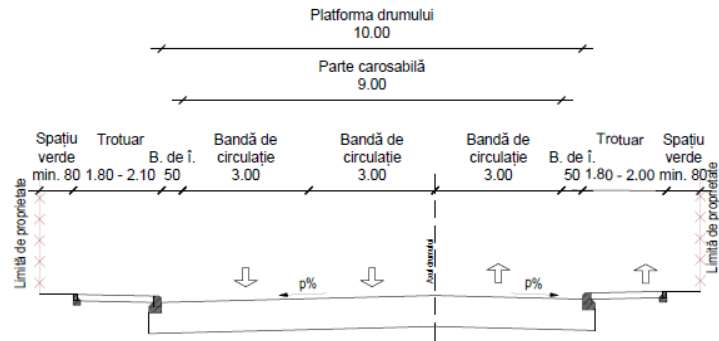 Platforma drumului
10.00
Parte carosabilă
9.00
Spațiu verde min. 80
Trotuar 1.80 - 2.10
B. de Î. 50
Bandă de circulație 3.00
Bandă de circulație 3.00
Bandă de circulație 3.00
B. de Î. 50
Trotuar 1.80 - 2.00
Spațiu verde min. 80
Limită de proprietate
Axul drumului
Limită de proprietate
p%
p%